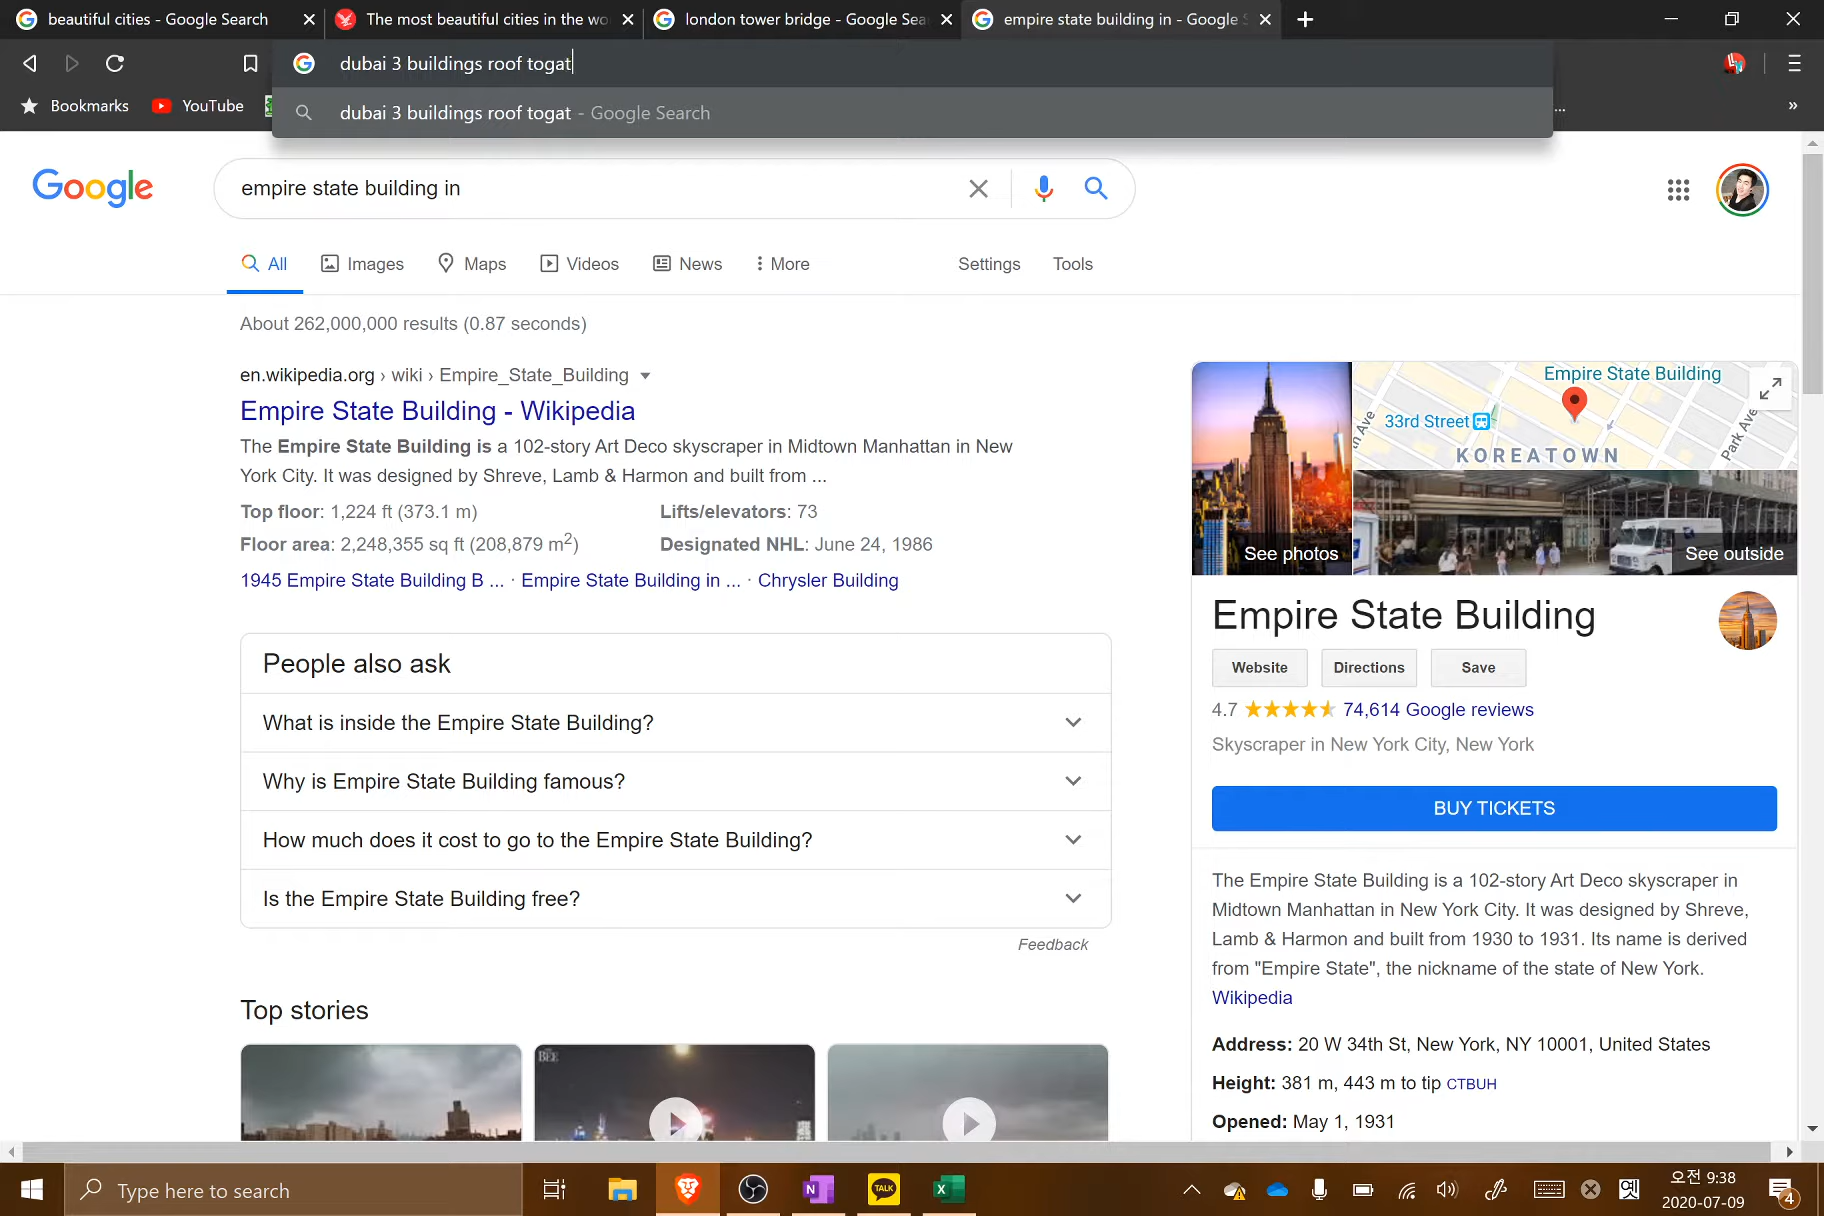 beautiful cities - Google Search
The most beautiful cities in the wo
london tower bridge - Google Sea
empire state building in - Google S
dubai 3 buildings roof togat
Bookmarks
YouTube
...
»
dubai 3 buildings roof togat - Google Search
Google
empire state building in
All
Images
Maps
Videos
News
More
Settings
Tools
About 262,000,000 results (0.87 seconds)
en.wikipedia.org › wiki › Empire_State_Building
Empire State Building - Wikipedia
The Empire State Building is a 102-story Art Deco skyscraper in Midtown Manhattan in New
York City. It was designed by Shreve, Lamb & Harmon and built from ...
Top floor: 1,224 ft (373.1 m)
Lifts/elevators: 73
Floor area: 2,248,355 sq ft (208,879 m2)
Designated NHL: June 24, 1986
1945 Empire State Building B ... · Empire State Building in ... · Chrysler Building
People also ask
What is inside the Empire State Building?
Why is Empire State Building famous?
How much does it cost to go to the Empire State Building?
Is the Empire State Building free?
Feedback
Top stories
BEE
Empire State Building
33rd Street
Park Ave
KOREATOWN
See photos
See outside
Empire State Building
Website
Directions
Save
4.7
74,614 Google reviews
Skyscraper in New York City, New York
BUY TICKETS
The Empire State Building is a 102-story Art Deco skyscraper in
Midtown Manhattan in New York City. It was designed by Shreve,
Lamb & Harmon and built from 1930 to 1931. Its name is derived
from "Empire State", the nickname of the state of New York.
Wikipedia
Address: 20 W 34th St, New York, NY 10001, United States
Height: 381 m, 443 m to tip CTBUH
Opened: May 1, 1931
Type here to search
N
TALK
X
오전 9:38
2020-07-09
4